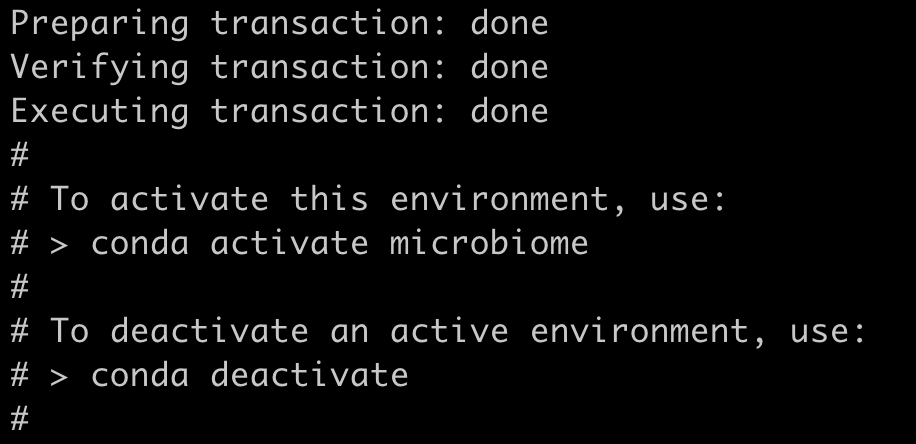 Preparing transaction: done
Verifying transaction: done
Executing transaction: done
#
# To activate this environment, use:
# > conda activate microbiome
#
# To deactivate an active environment, use:
# > conda deactivate
#